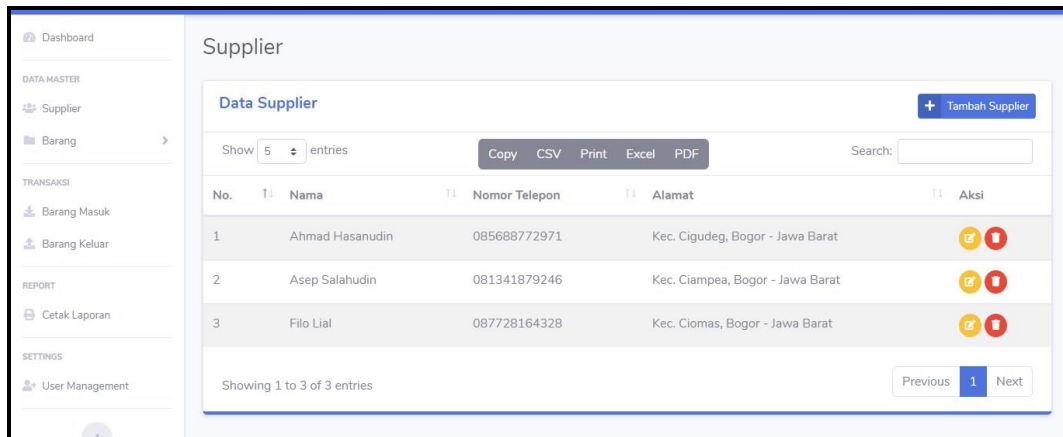 Dashboard
DATA MASTER
Supplier
Barang
TRANSAKSI
Barang Masuk
Barang Keluar
REPORT
Cetak Laporan
SETTINGS
User Management
Supplier
Data Supplier
Tambah Supplier
Show 5 entries
Copy CSV Print Excel PDF
Search:
No. Nama Nomor Telepon Alamat Aksi
1 Ahmad Hasanudin 085688772971 Kec. Cigudeg, Bogor - Jawa Barat
2 Asep Salahudin 081341879246 Kec. Ciampea, Bogor - Jawa Barat
3 Filo Lial 087728164328 Kec. Ciomas, Bogor - Jawa Barat
Showing 1 to 3 of 3 entries
Previous 1 Next